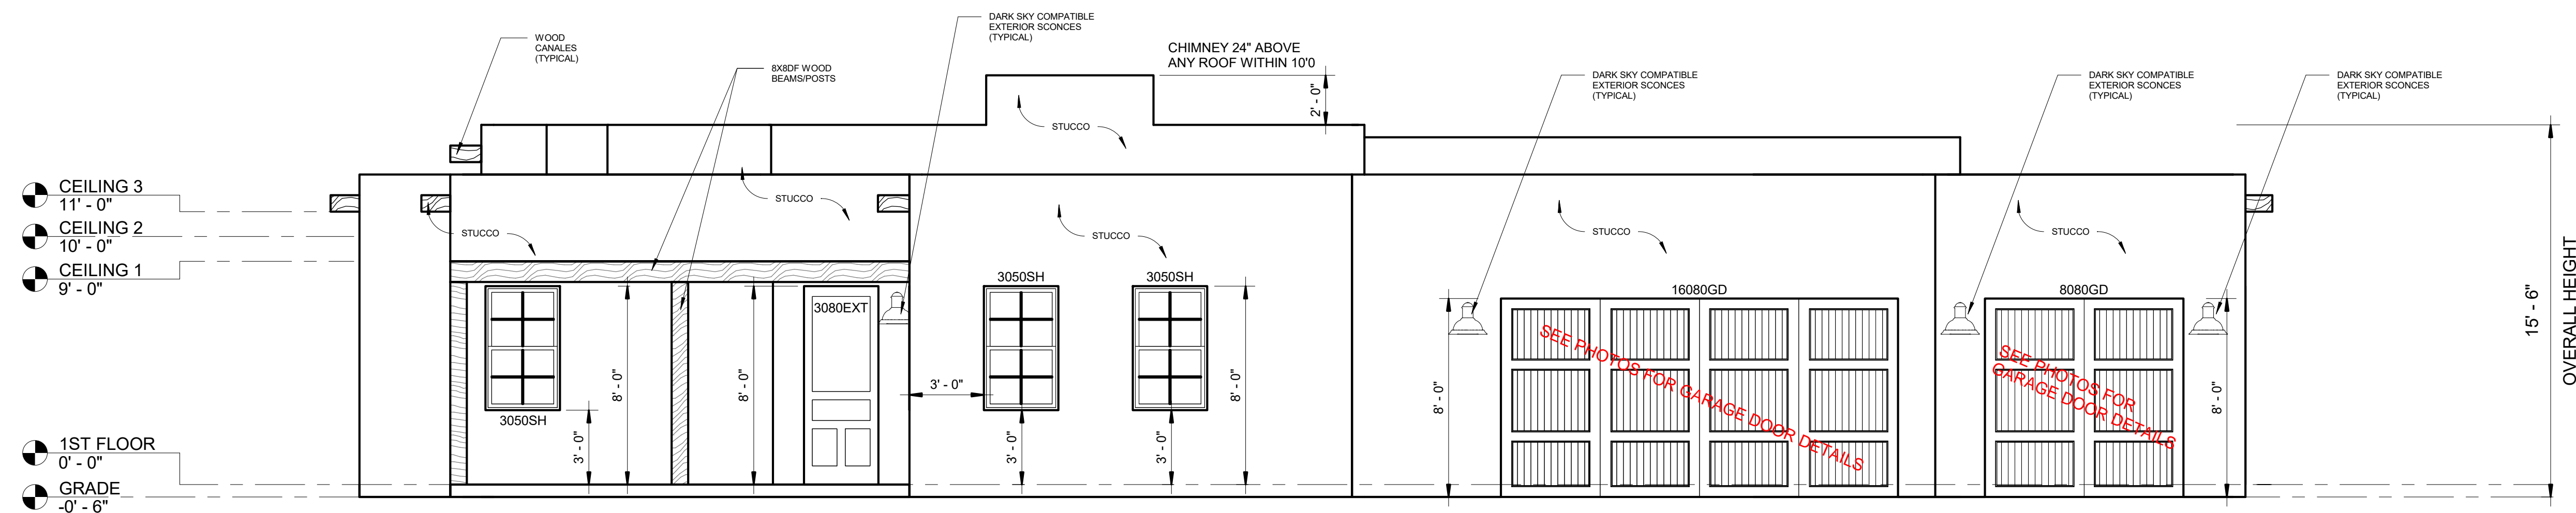 DARK SKY COMPATIBLE
EXTERIOR SCONCES
(TYPICAL)
WOOD
CANALES
(TYPICAL)
CHIMNEY 24" ABOVE
ANY ROOF WITHIN 10'0
8X8DF WOOD
BEAMS/POSTS
DARK SKY COMPATIBLE
EXTERIOR SCONCES
(TYPICAL)
DARK SKY COMPATIBLE
EXTERIOR SCONCES
(TYPICAL)
DARK SKY COMPATIBLE
EXTERIOR SCONCES
(TYPICAL)
2' - 0"
STUCCO
CEILING 3
11' - 0"
STUCCO
CEILING 2
10' - 0"
STUCCO
STUCCO
STUCCO
STUCCO
CEILING 1
9' - 0"
3050SH
3050SH
16080GD
8080GD
3080EXT
15' - 6"
OVERALL HEIGHT
SEE PHOTOS FOR GARAGE DOOR DETAILS
SEE PHOTOS FOR
GARAGE DOOR DETAILS
8' - 0"
8' - 0"
3' - 0"
8' - 0"
8' - 0"
8' - 0"
3050SH
3' - 0"
3' - 0"
3' - 0"
1ST FLOOR
0' - 0"
GRADE
-0' - 6"